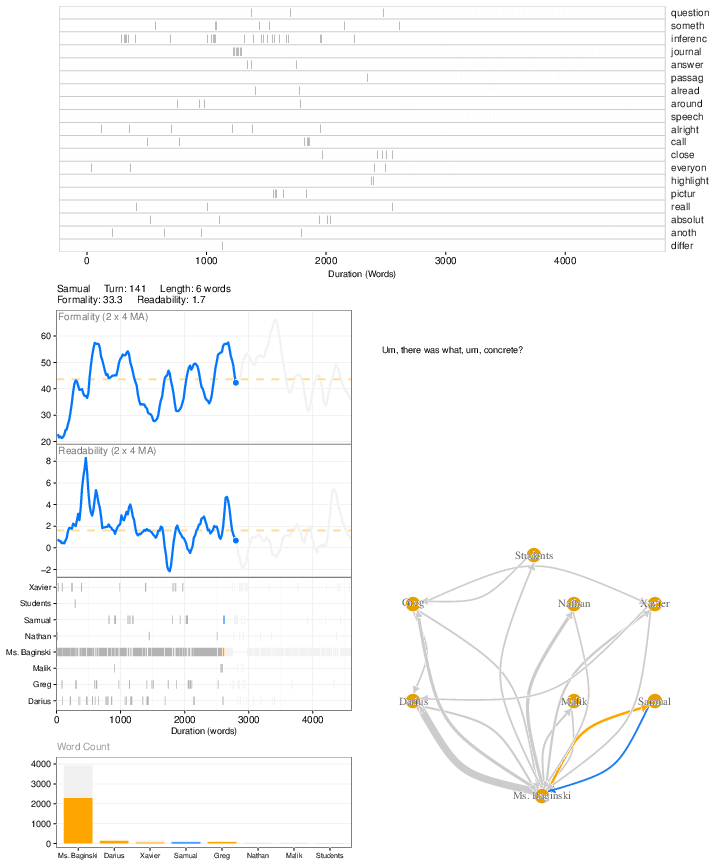 question
someth
inferenc
journal
answer
passag
alread
around
speech
alright
call
close
everyon
highlight
pictur
reall
absolut
anoth
differ
0 1000 2000 3000 4000
Duration (Words)
Samual Turn: 141 Length: 6 words
Formality: 33.3 Readability: 1.7
Formality (2 x 4 MA)
60
50
40
30
20
Um, there was what, um, concrete?
Readability (2 x 4 MA)
8
6
4
2
0
−2
Xavier
Students
Samual
Nathan
Ms. Baginski
Malik
Greg
Darius
0 1000 2000 3000 4000
Duration (words)
Students
Greg Nathan Xavier
Darius Malik Samual
Ms. Baginski
Word Count
4000
3000
2000
1000
0
Ms. Baginski Darius Xavier Samual Greg Nathan Malik Students